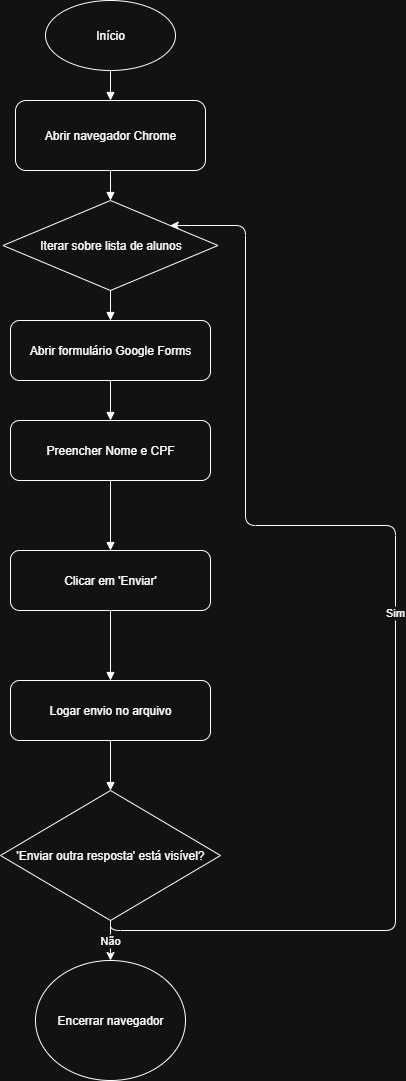 Início
Abrir navegador Chrome
Iterar sobre lista de alunos
Abrir formulário Google Forms
Preencher Nome e CPF
Clicar em 'Enviar'
Sim
Logar envio no arquivo
'Enviar outra resposta' está visível?
Não
Encerrar navegador